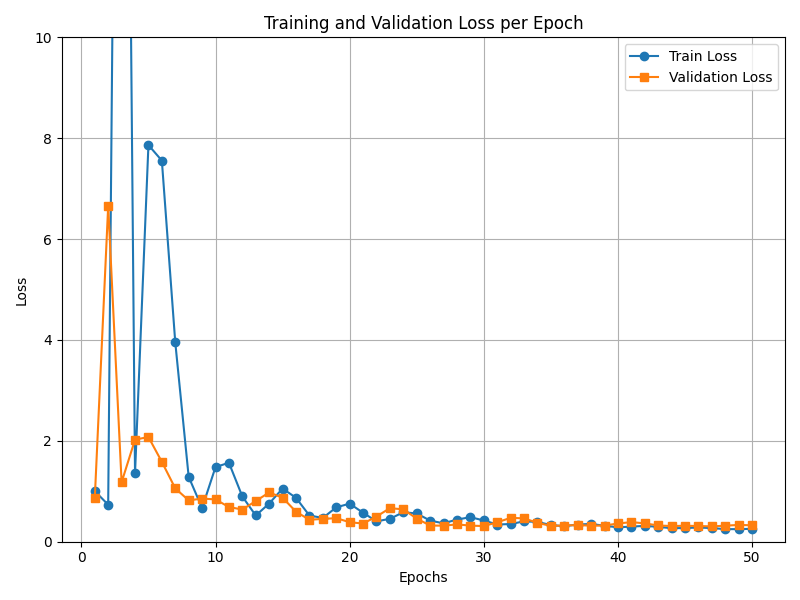 Training and Validation Loss per Epoch
Train Loss
Validation Loss
Loss
10
8
6
4
2
0
0 10 20 30 40 50
Epochs